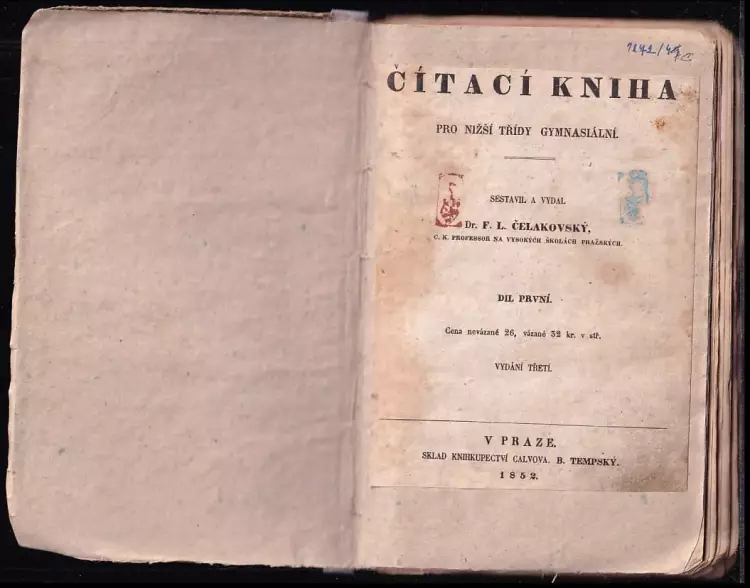 ČÍTACÍ KNIHA
PRO NIŽŠÍ TŘÍDY GYMNASIÁLNÍ.
SESTAVIL A VYDAL
Dr. F. L. ČELAKOVSKÝ,
C. K. PROFESSOR NA VYSOKÝCH ŠKOLÁCH PRAŽSKÝCH.
DIL PRVNÍ.
Cena nevázané 26, vázané 32 kr. v stř.
VYDÁNÍ TŘETÍ.
V PRAZE.
SKLAD KNIHKUPECTVÍ CALVOVA. B. TEMPSKÝ.
1852.